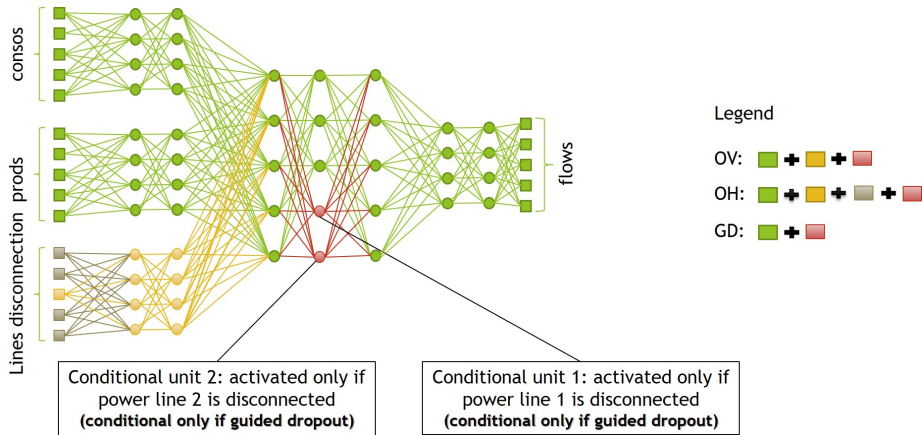 consos
prods
Lines disconnection
flows
Legend
OV: + +
OH: + + +
GD: +
Conditional unit 2: activated only if
power line 2 is disconnected
(conditional only if guided dropout)
Conditional unit 1: activated only if
power line 1 is disconnected
(conditional only if guided dropout)